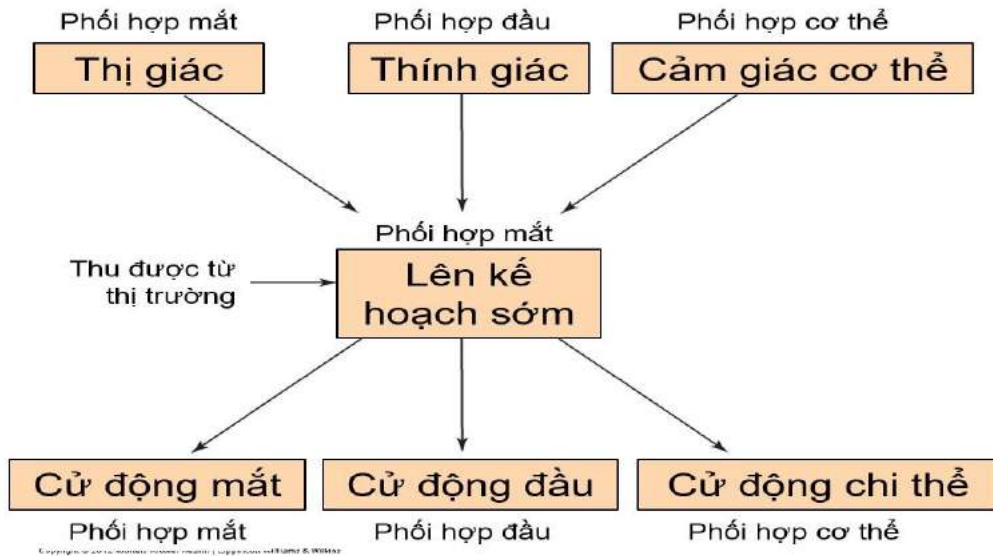 Phối hợp mắt
Phối hợp đầu
Phối hợp cơ thể
Thị giác
Thính giác
Cảm giác cơ thể
Phối hợp mắt
Thu được từ
thị trường
Lên kế
hoạch sớm
Cử động mắt
Cử động đầu
Cử động chi thể
Phối hợp mắt
Phối hợp đầu
Phối hợp cơ thể